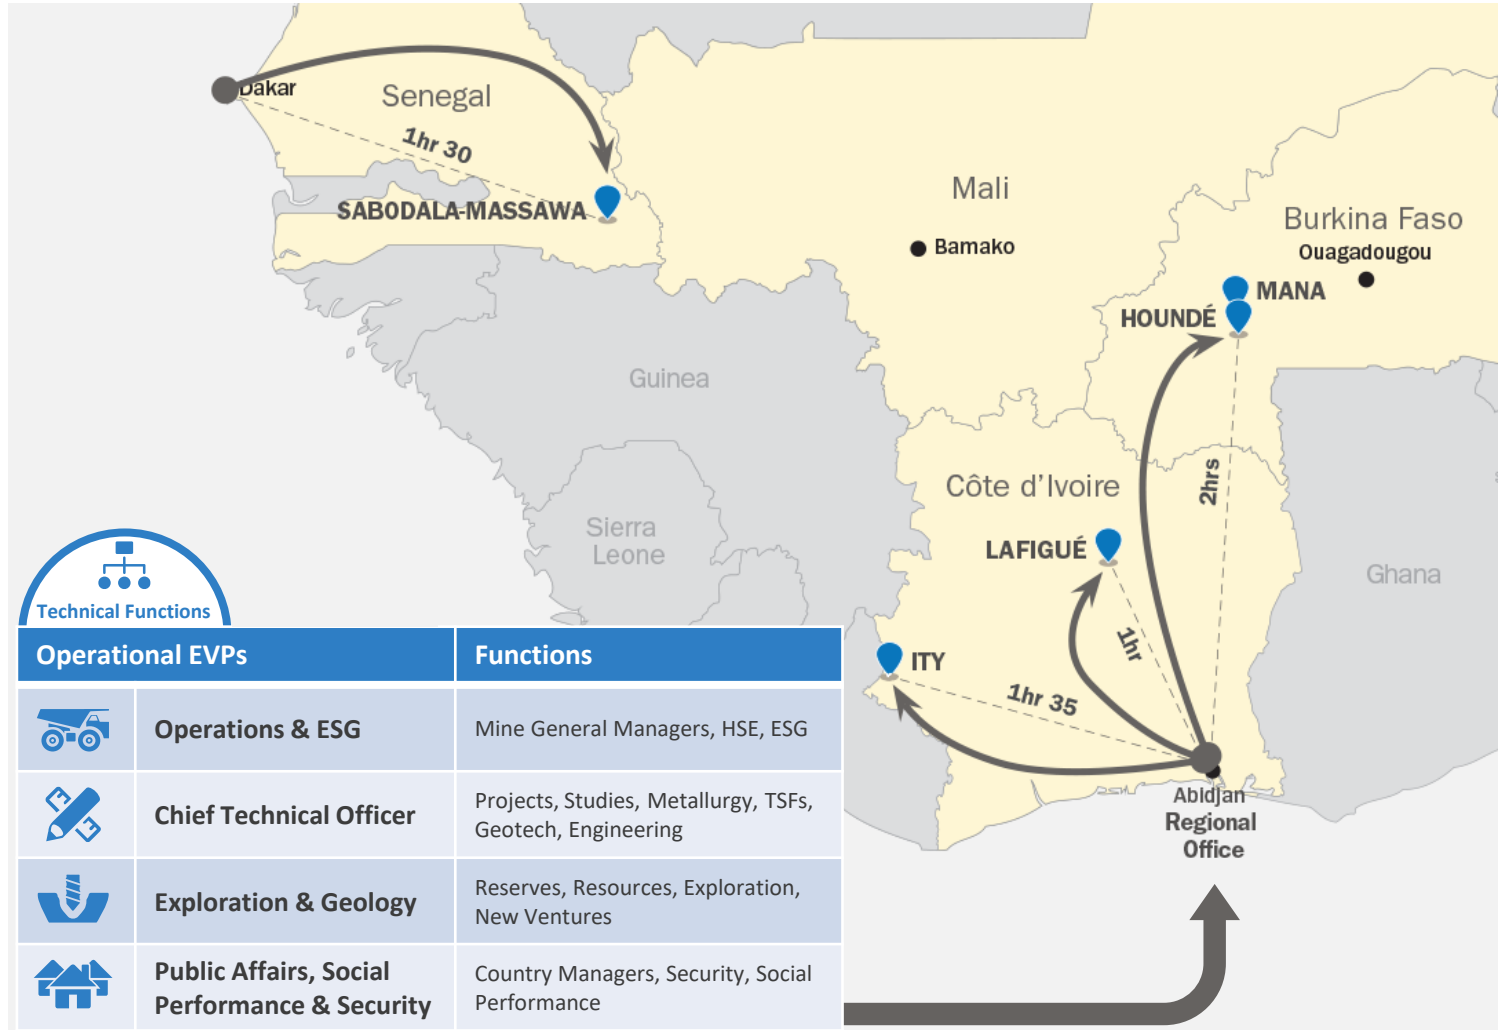 Dakar
Senegal
1hr 30
SABODALA-MASSAWA
Mali
Bamako
Burkina Faso
Ouagadougou
MANA
HOUNDÉ
Guinea
2hrs
Côte d'Ivoire
Sierra
Leone
LAFIGUÉ
Ghana
1hr
ITY
1hr 35
Abidjan
Regional
Office
Technical Functions
Operational EVPs
Functions
Operations & ESG
Mine General Managers, HSE, ESG
Chief Technical Officer
Projects, Studies, Metallurgy, TSFs,
Geotech, Engineering
Exploration & Geology
Reserves, Resources, Exploration,
New Ventures
Public Affairs, Social
Performance & Security
Country Managers, Security, Social
Performance